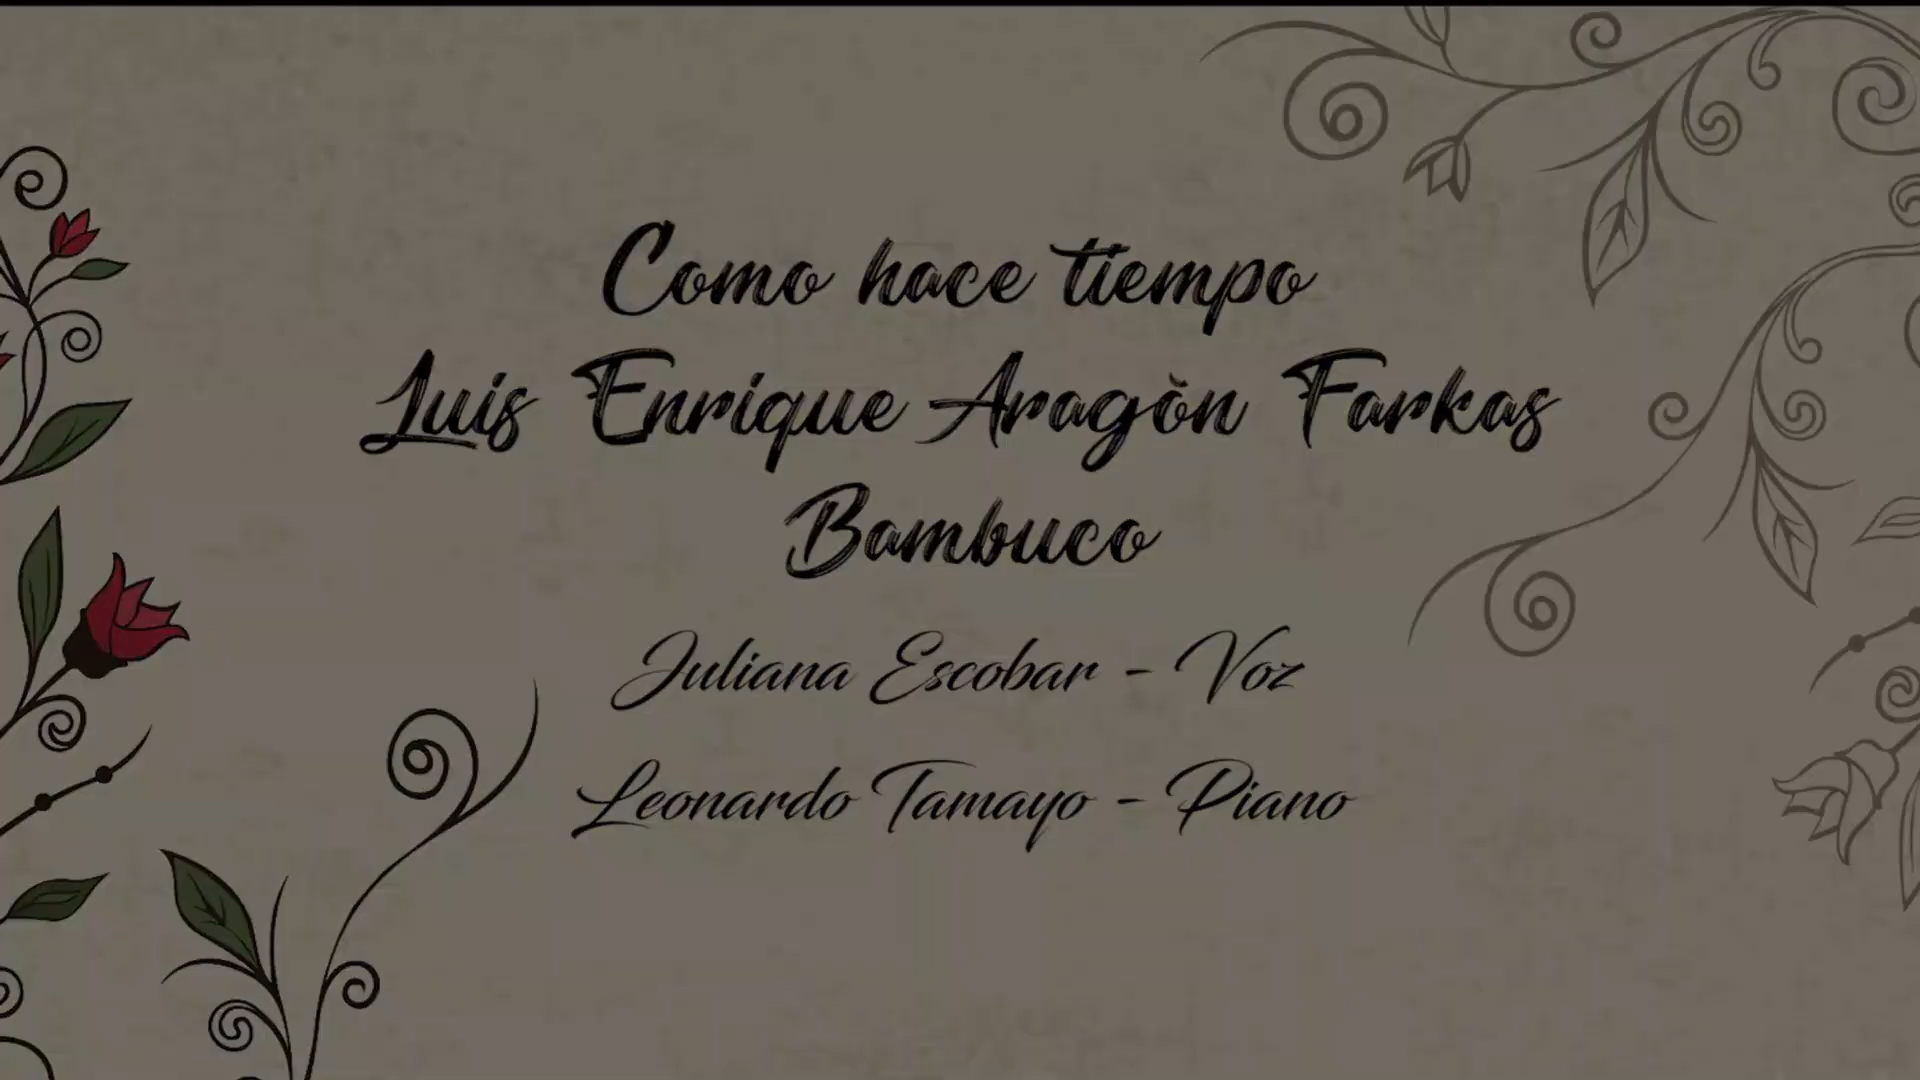 Como hace tiempo
Luis Enrique Aragòn Farkas
Bambuco
Juliana Escobar - Voz
Leonardo Tamayo - Piano